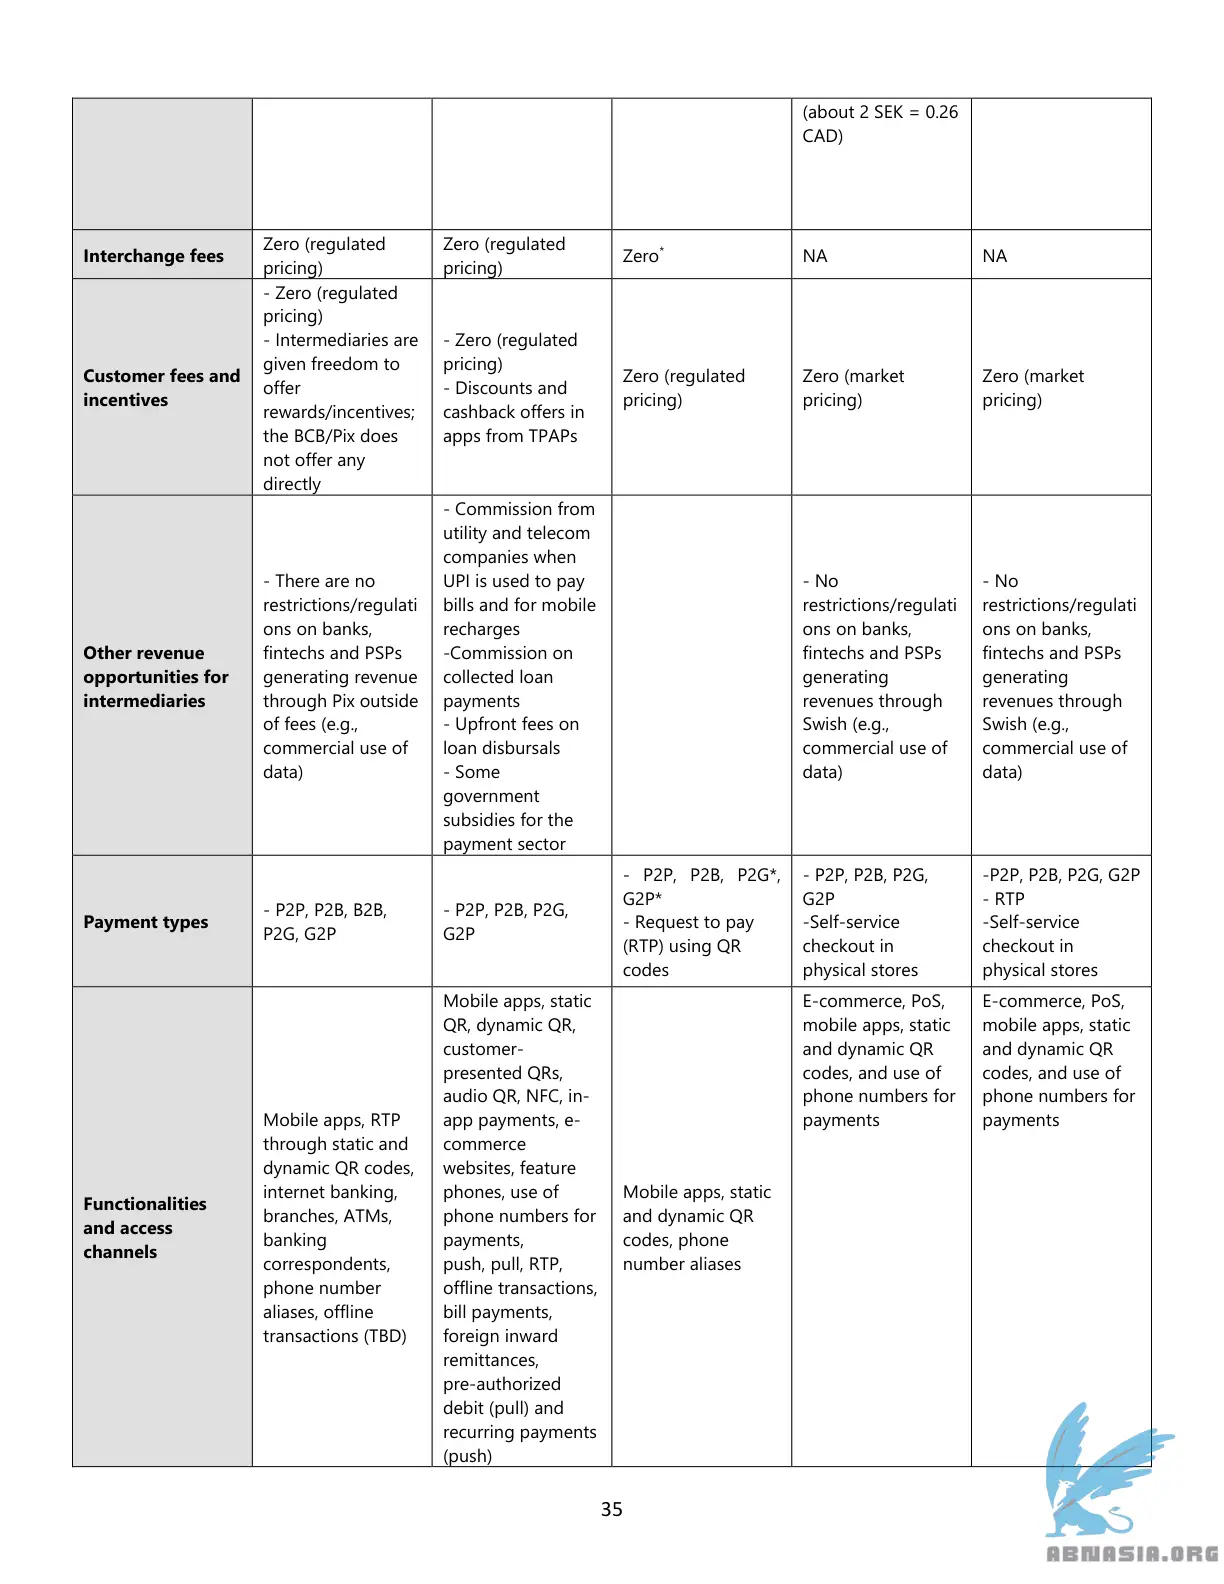 (about 2 SEK = 0.26
CAD)
Interchange fees
Zero (regulated
pricing)
Zero (regulated
pricing)
Zero*
NA
NA
Customer fees and
incentives
- Zero (regulated
pricing)
- Intermediaries are
given freedom to
offer
rewards/incentives;
the BCB/Pix does
not offer any
directly
- Zero (regulated
pricing)
- Discounts and
cashback offers in
apps from TPAPs
Zero (regulated
pricing)
Zero (market
pricing)
Zero (market
pricing)
Other revenue
opportunities for
intermediaries
- There are no
restrictions/regulati
ons on banks,
fintechs and PSPs
generating revenue
through Pix outside
of fees (e.g.,
commercial use of
data)
- Commission from
utility and telecom
companies when
UPI is used to pay
bills and for mobile
recharges
-Commission on
collected loan
payments
- Upfront fees on
loan disbursals
- Some
government
subsidies for the
payment sector
- No
restrictions/regulati
ons on banks,
fintechs and PSPs
generating
revenues through
Swish (e.g.,
commercial use of
data)
- No
restrictions/regulati
ons on banks,
fintechs and PSPs
generating
revenues through
Swish (e.g.,
commercial use of
data)
Payment types
- P2P, P2B, B2B,
P2G, G2P
- P2P, P2B, P2G,
G2P
- P2P, P2B, P2G*,
G2P*
- Request to pay
(RTP) using QR
codes
- P2P, P2B, P2G,
G2P
-Self-service
checkout in
physical stores
-P2P, P2B, P2G, G2P
- RTP
-Self-service
checkout in
physical stores
Functionalities
and access
channels
Mobile apps, RTP
through static and
dynamic QR codes,
internet banking,
branches, ATMs,
banking
correspondents,
phone number
aliases, offline
transactions (TBD)
Mobile apps, static
QR, dynamic QR,
customer-
presented QRs,
audio QR, NFC, in-
app payments, e-
commerce
websites, feature
phones, use of
phone numbers for
payments,
push, pull, RTP,
offline transactions,
bill payments,
foreign inward
remittances,
pre-authorized
debit (pull) and
recurring payments
(push)
Mobile apps, static
and dynamic QR
codes, phone
number aliases
E-commerce, PoS,
mobile apps, static
and dynamic QR
codes, and use of
phone numbers for
payments
E-commerce, PoS,
mobile apps, static
and dynamic QR
codes, and use of
phone numbers for
payments
35
ABNASIA.ORG